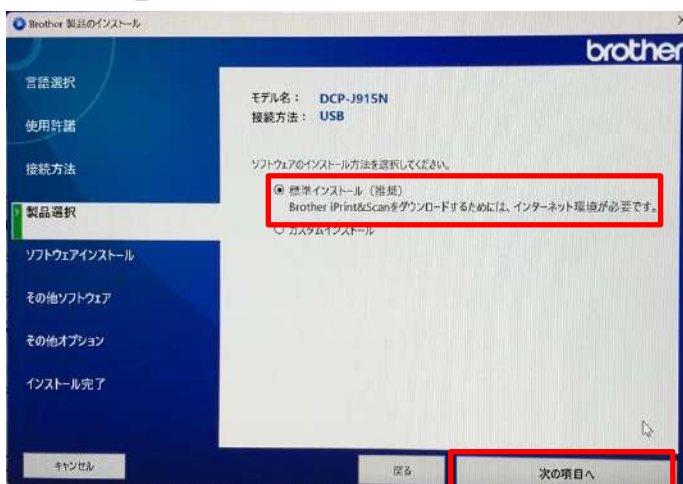 Brother 製品のインストール
brother
言語選択
使用許諾
接続方法
製品選択
ソフトウェアインストール
その他ソフトウェア
その他オプション
インストール完了
モデル名： DCP-J915N
接続方法： USB
ソフトウェアのインストール方法を選択してください。
標準インストール（推奨）
Brother iPrint&Scanをダウンロードするためには、インターネット環境が必要です。
カスタムインストール
キャンセル
戻る
次の項目へ